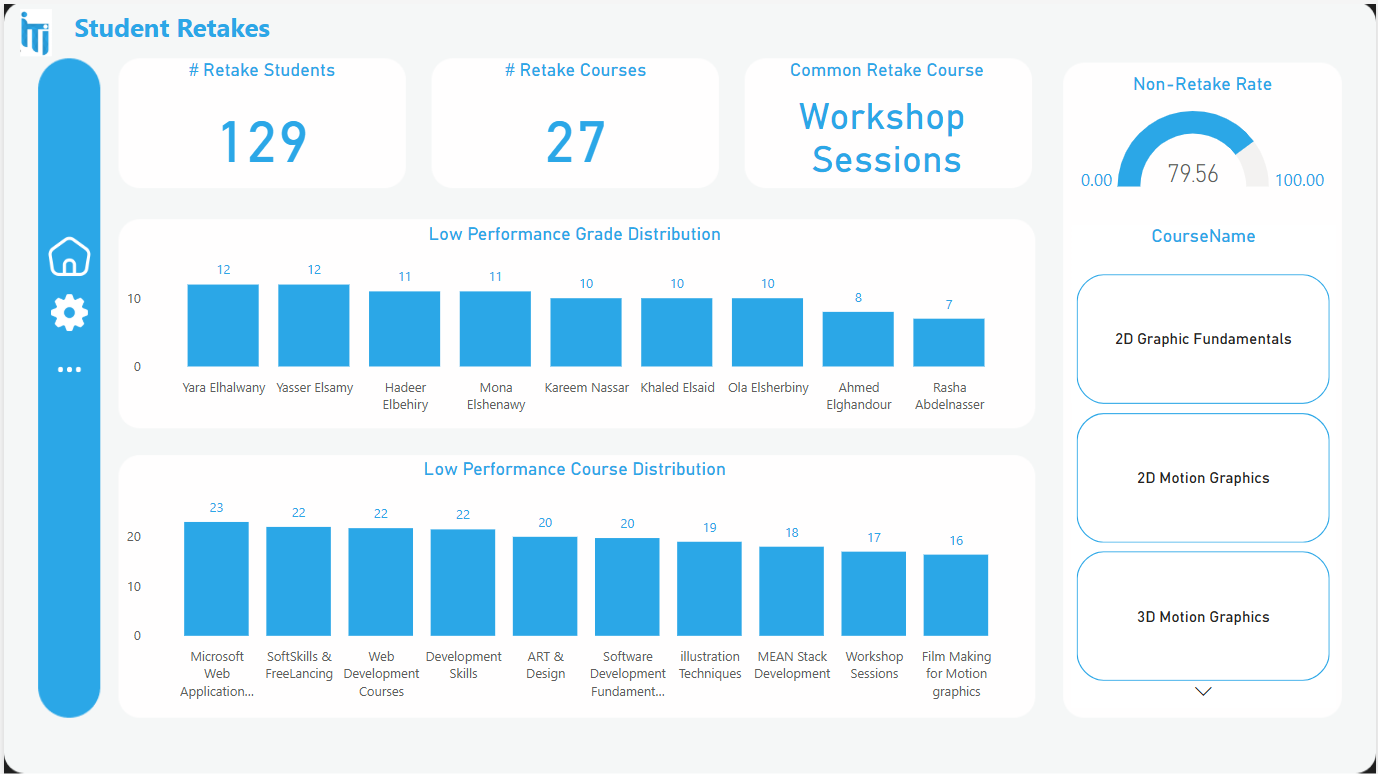 iTi
Student Retakes
# Retake Students
129
# Retake Courses
27
Common Retake Course
Workshop
Sessions
Non-Retake Rate
0.00
79.56
100.00
CourseName
2D Graphic Fundamentals
2D Motion Graphics
3D Motion Graphics
Low Performance Grade Distribution
10
0
12
12
11
11
10
10
10
8
7
Yara Elhalwany
Yasser Elsamy
Hadeer
Elbehiry
Mona
Elshenawy
Kareem Nassar
Khaled Elsaid
Ola Elsherbiny
Ahmed
Elghandour
Rasha
Abdelnasser
Low Performance Course Distribution
20
10
0
23
22
22
22
20
20
19
18
17
16
Microsoft
Web
Application...
SoftSkills &
FreeLancing
Web
Development
Courses
Development
Skills
ART &
Design
Software
Development
Fundament...
illustration
Techniques
MEAN Stack
Development
Workshop
Sessions
Film Making
for Motion
graphics